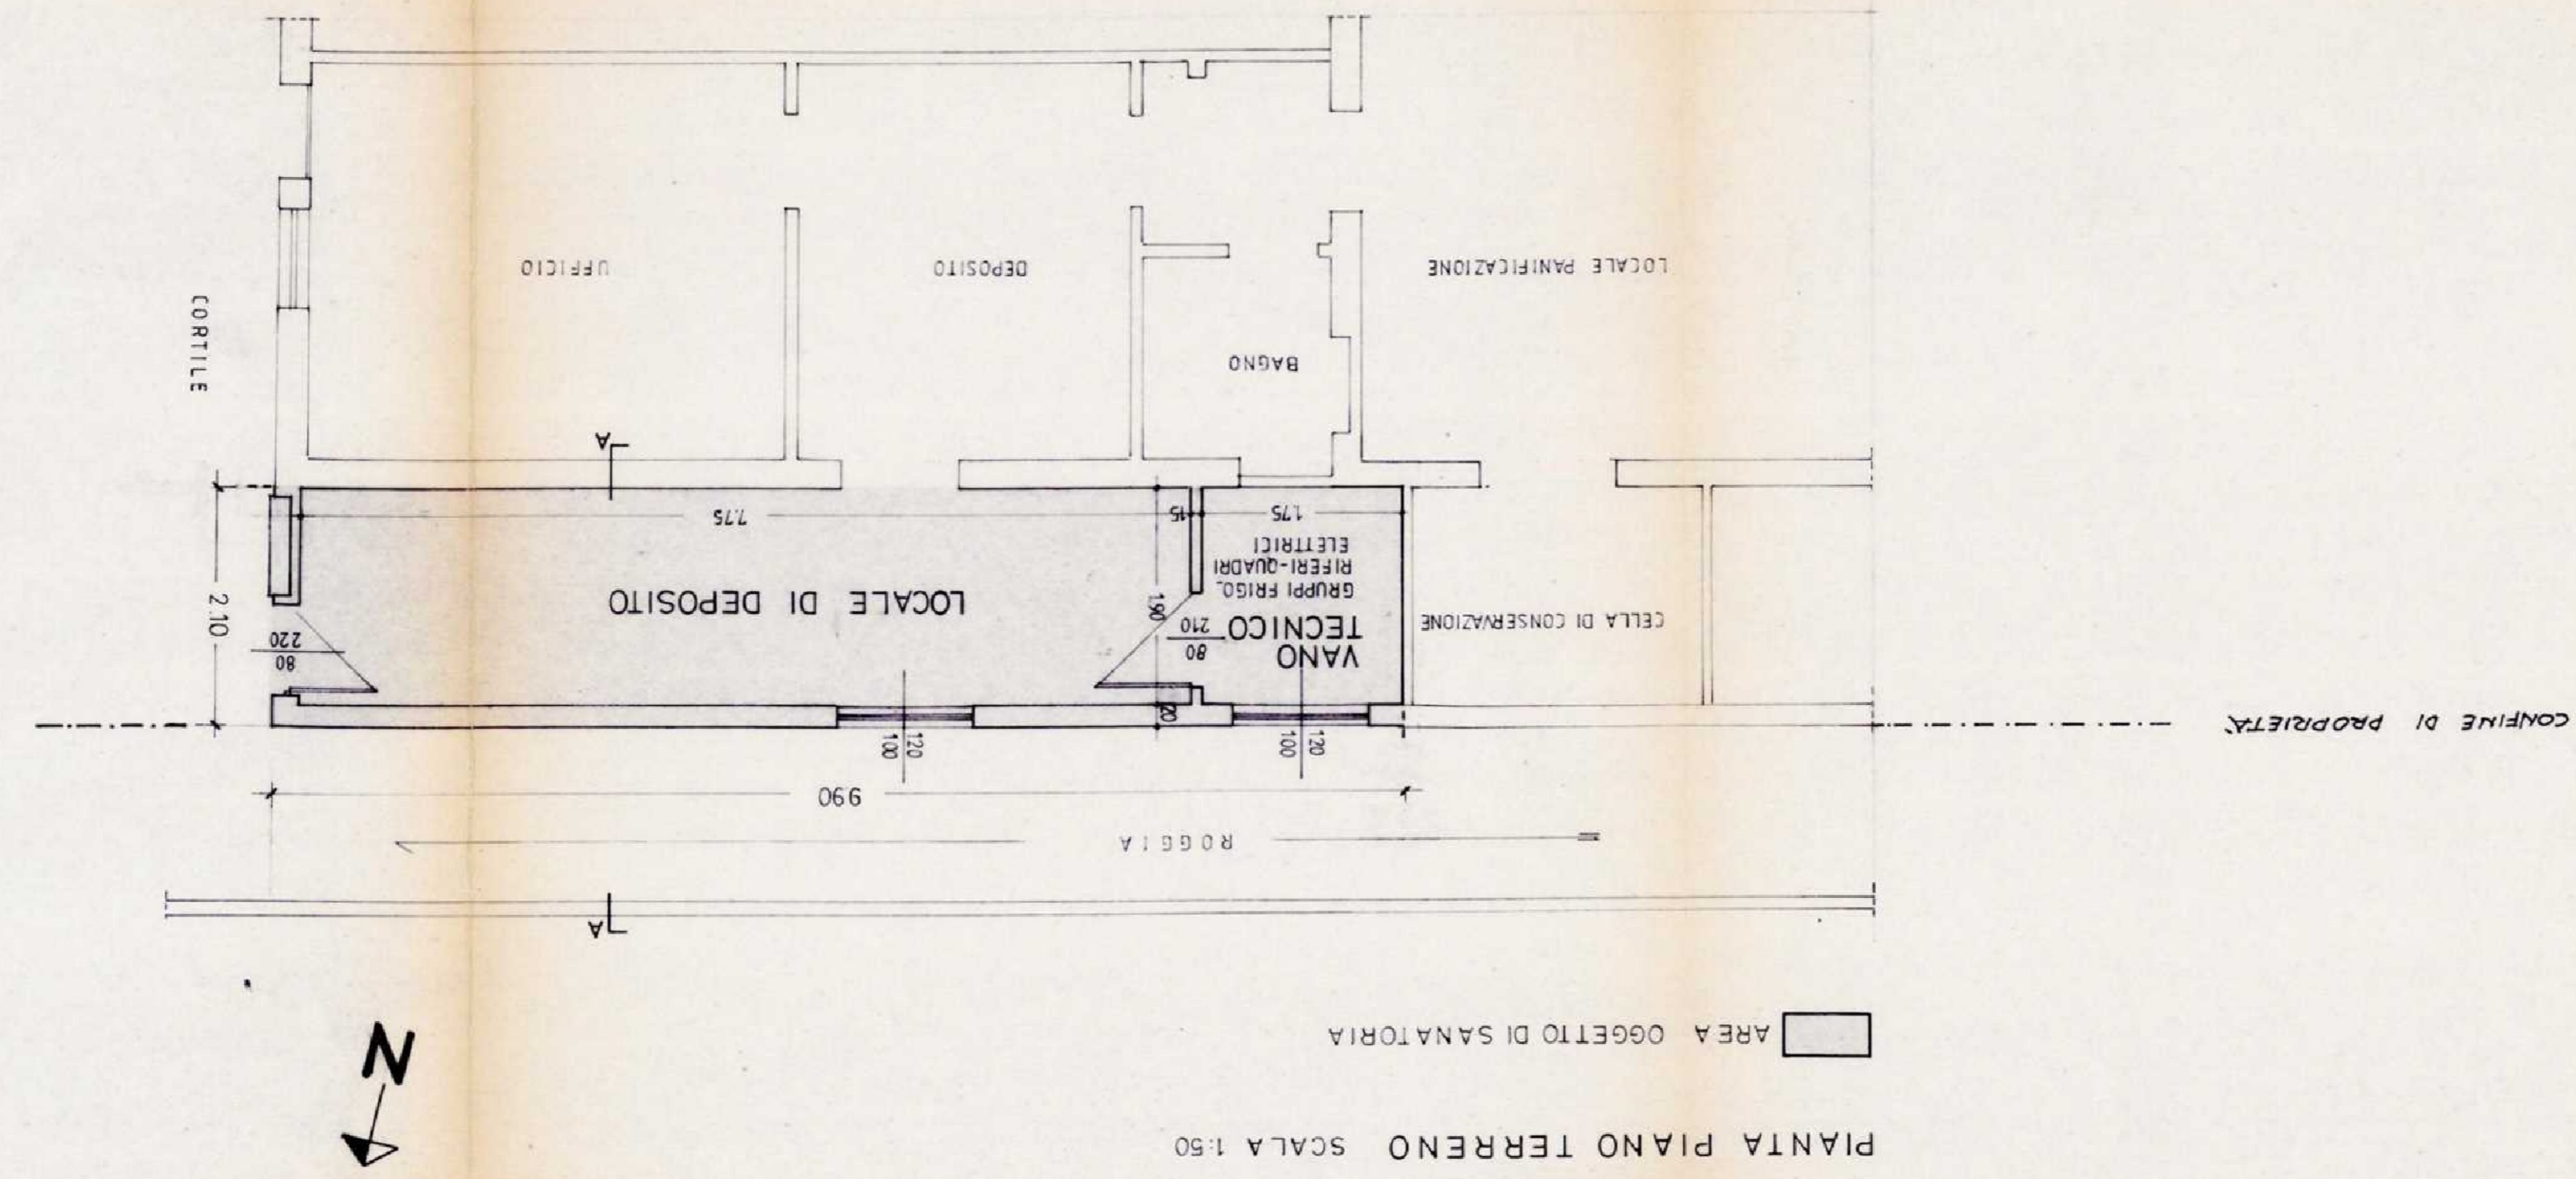 PIANTA PIANO TERRENO SCALA 1:50
AREA OGGETTO DI SANATORIA
N
A
ROGGIA
990
CONFINE DI PROPRIETA'
120
100
120
100
20
80
220
2.10
VANO
TECNICO
80
210
GRUPPI FRIGO_
RIFERI-QUADRI
ELETTRICI
1.75
15
1.90
LOCALE DI DEPOSITO
7.75
CELLA DI CONSERVAZIONE
A
BAGNO
LOCALE PANIFICAZIONE
DEPOSITO
UFFICIO
CORTILE